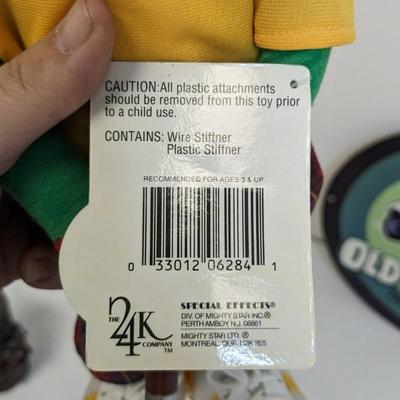 CAUTION:All plastic attachments
should be removed from this toy prior
to a child use.
CONTAINS: Wire Stiffner
Plastic Stiffner
RECOMMENDED FOR AGES 3 & UP
0 33012 06284 1
THE 24K COMPANY ™
SPECIAL EFFECTS®
DIV. OF MIGHTY STAR INC.®
PERTH AMBOY, N.J. 08861
MIGHTY STAR LTD.®
MONTREAL, QUE. H2K 2E5
OLD